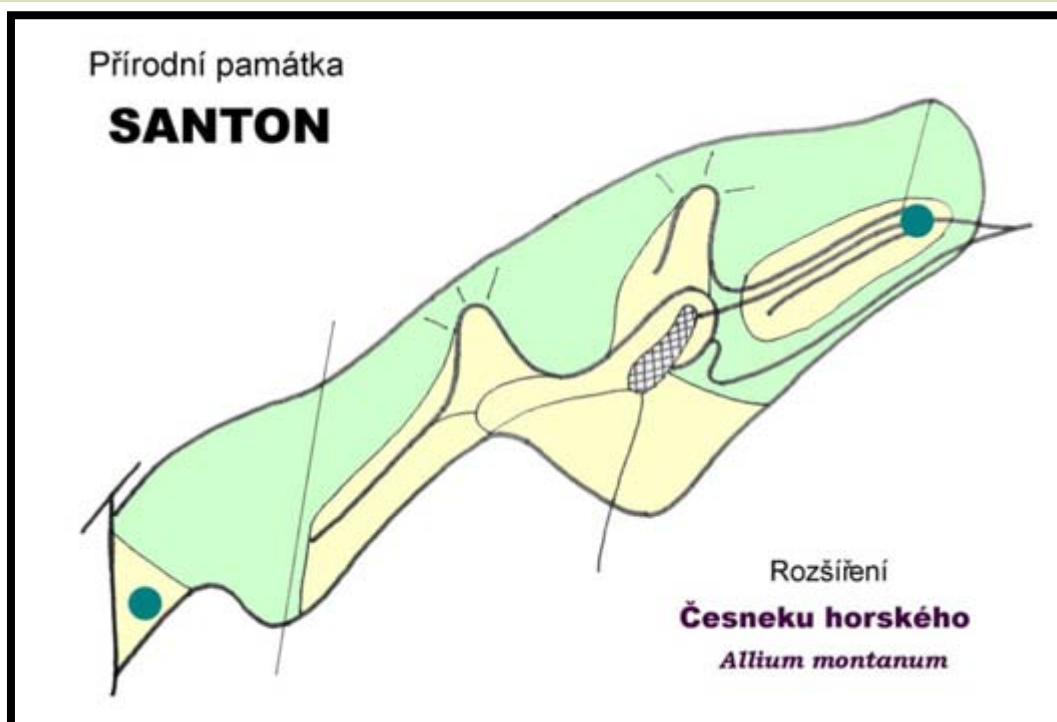 Přírodní památka
SANTON
Rozšíření
Česneku horského
Allium montanum